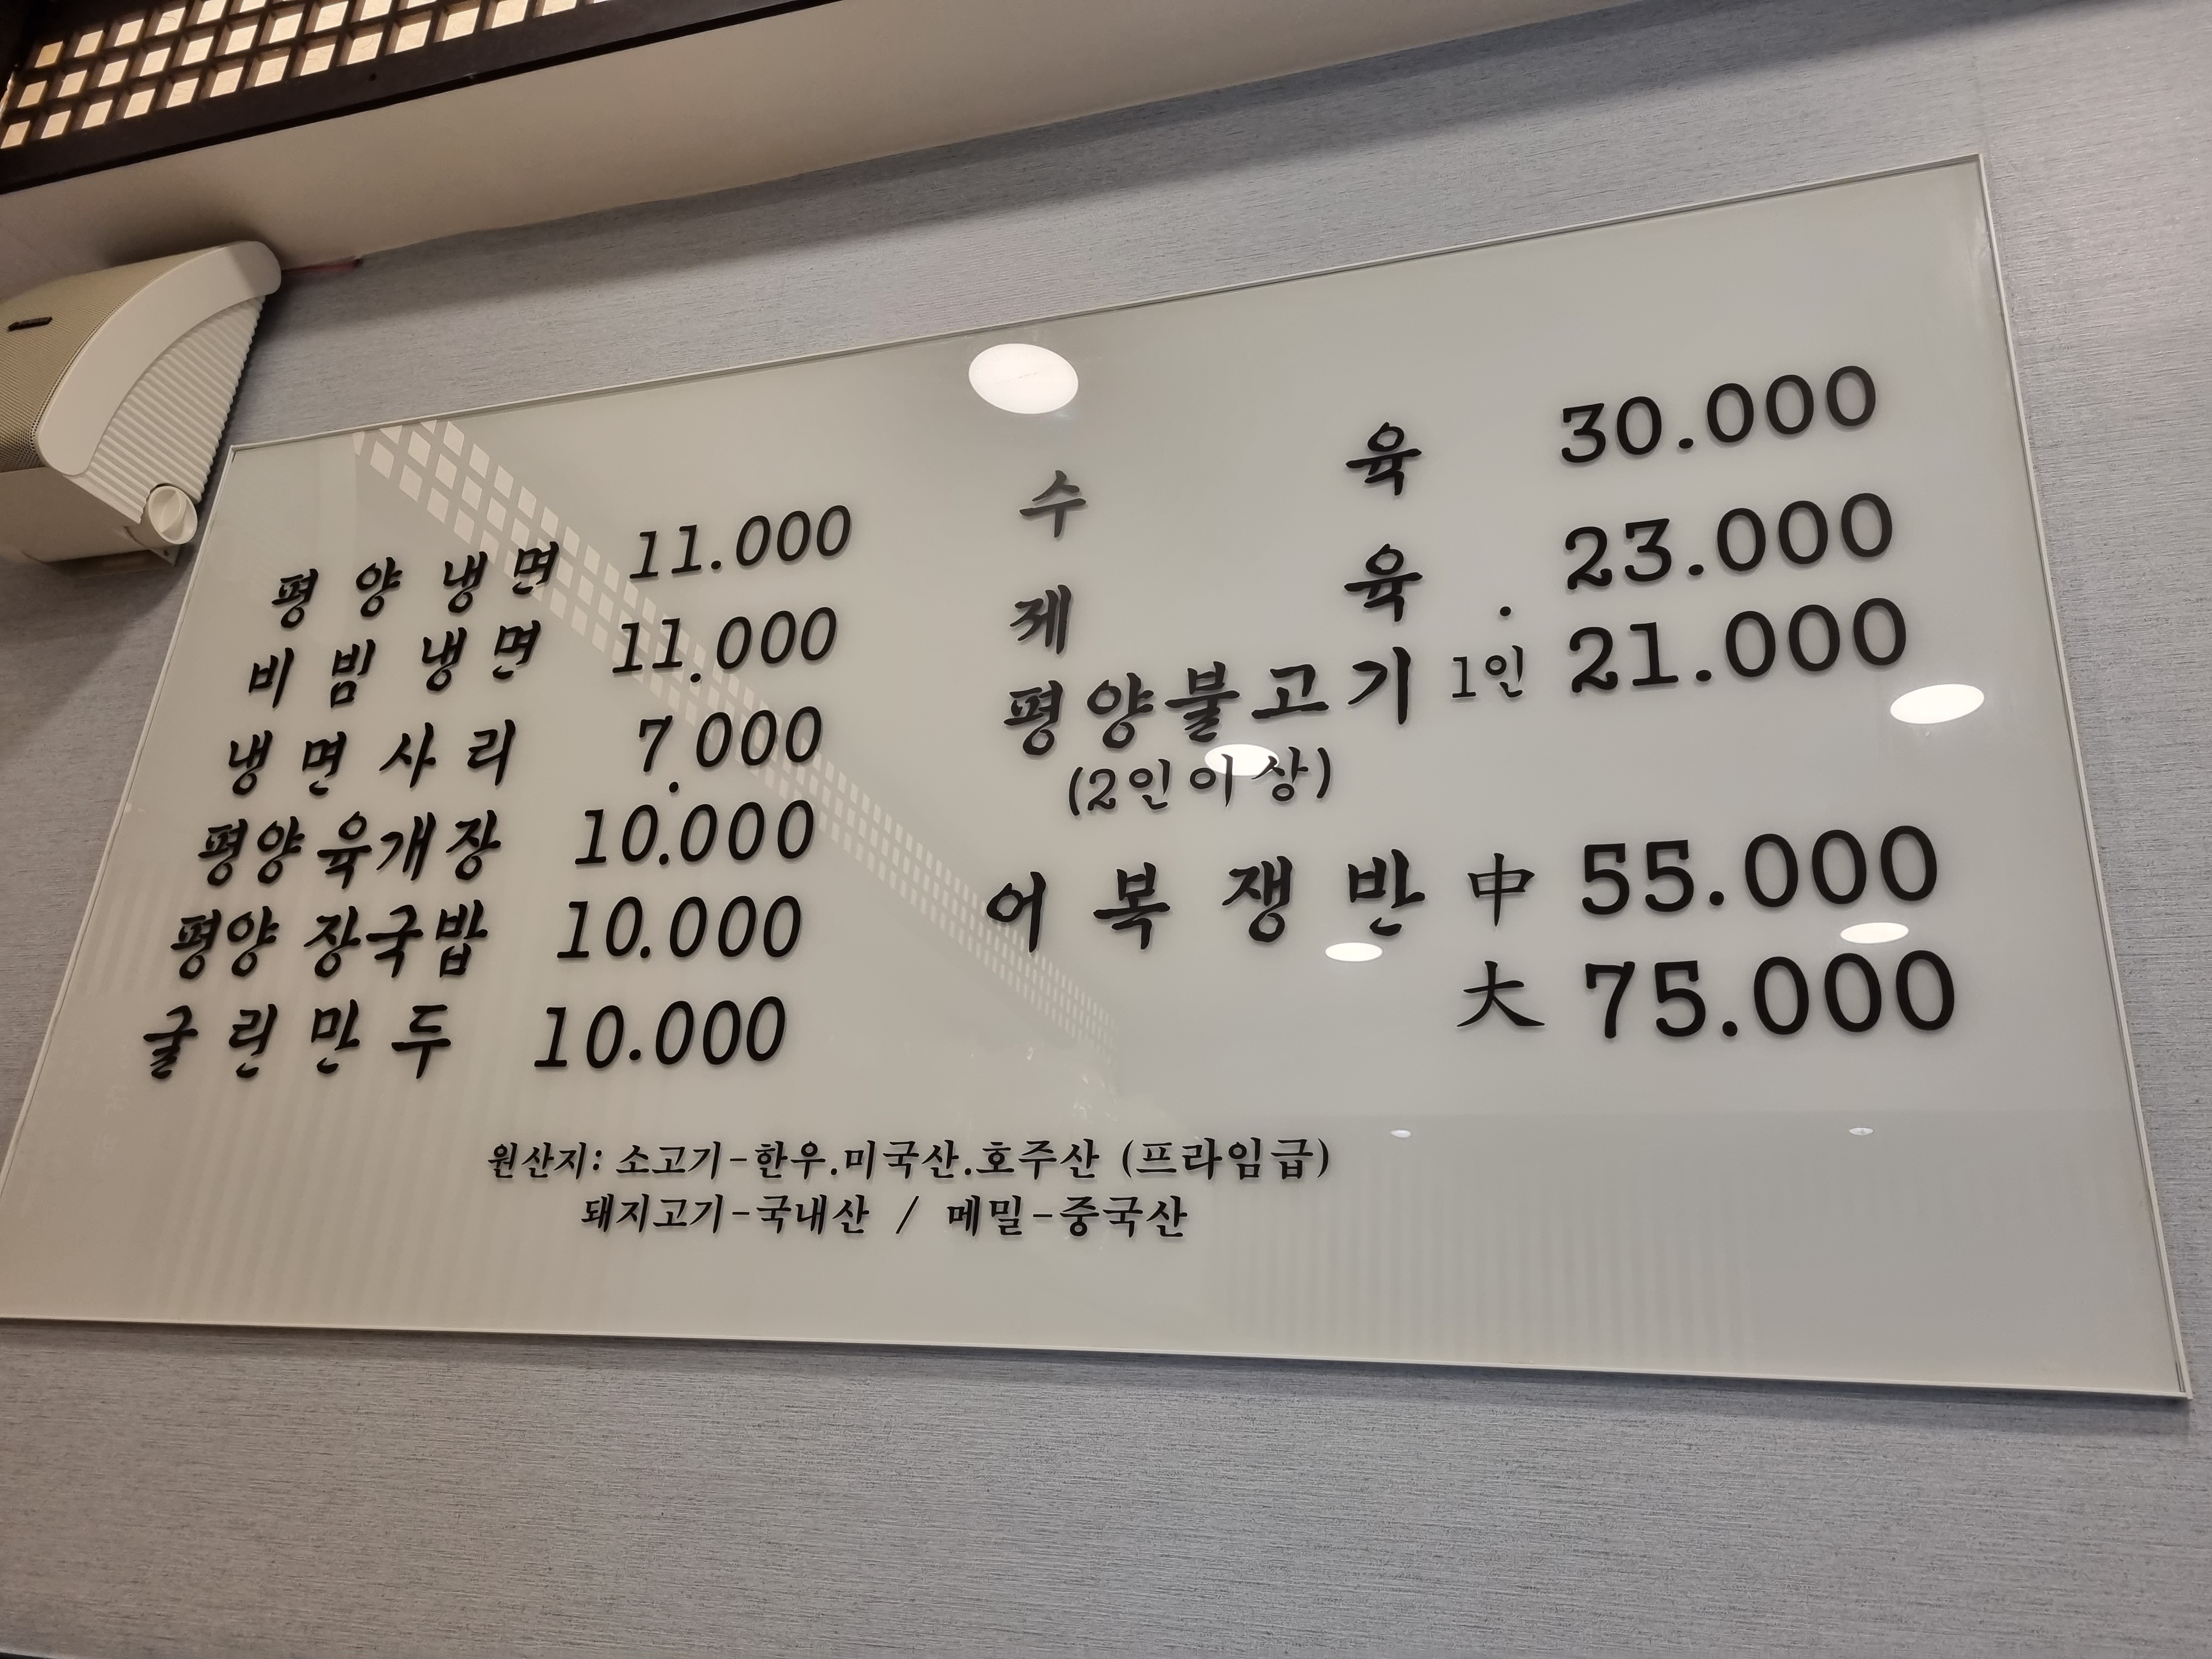 평양냉면 11.000
비빔냉면 11.000
냉면사리 7.000
평양육개장 10.000
평양 장국밥 10.000
굴린만두 10.000
수육 30.000
제육 23.000
평양불고기 1인 21.000
(2인이상)
어복쟁반 中 55.000
大 75.000
원산지: 소고기-한우.미국산.호주산 (프라임급)
돼지고기-국내산 / 메밀-중국산